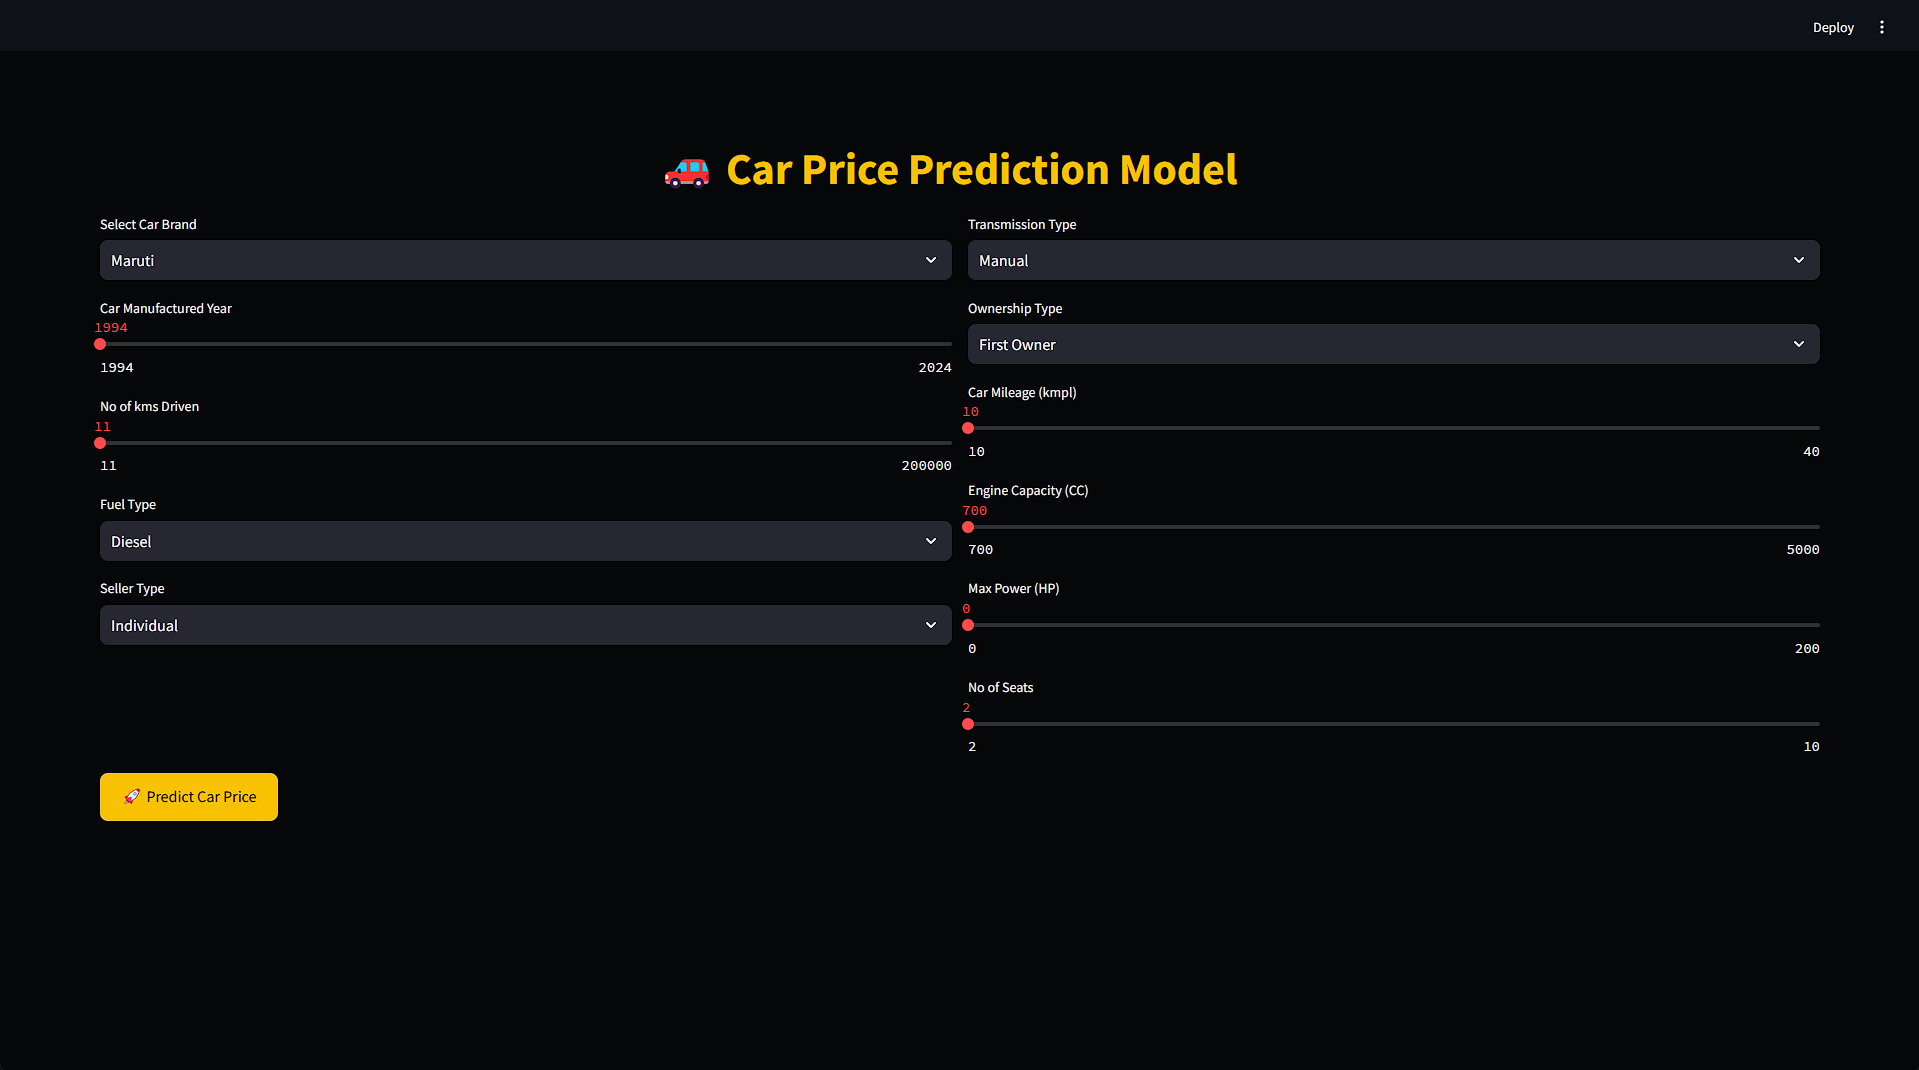 Deploy
Car Price Prediction Model
Select Car Brand
Maruti
Car Manufactured Year
1994
1994 2024
No of kms Driven
11
11 200000
Fuel Type
Diesel
Seller Type
Individual
Transmission Type
Manual
Ownership Type
First Owner
Car Mileage (kmpl)
10
10 40
Engine Capacity (CC)
700
700 5000
Max Power (HP)
0
0 200
No of Seats
2
2 10
Predict Car Price